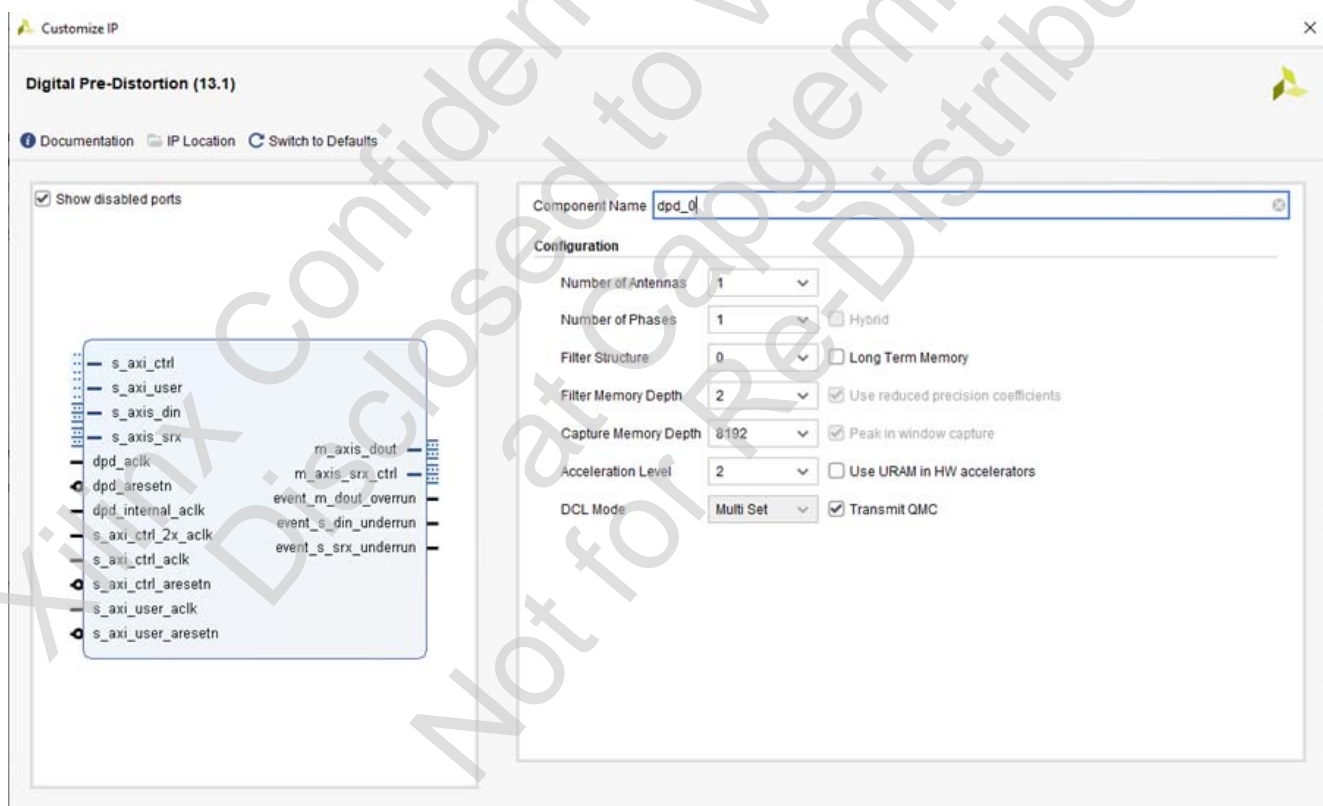 Customize IP
Digital Pre-Distortion (13.1)
Documentation IP Location Switch to Defaults
Show disabled ports
s_axi_ctrl
s_axi_user
s_axis_din
s_axis_srx
dpd_aclk
dpd_aresetn
dpd_internal_aclk
s_axi_ctrl_2x_aclk
s_axi_ctrl_aclk
s_axi_ctrl_aresetn
s_axi_user_aclk
s_axi_user_aresetn
m_axis_dout
m_axis_srx_ctrl
event_m_dout_overrun
event_s_din_underrun
event_s_srx_underrun
Component Name dpd_0
Configuration
Number of Antennas 1
Number of Phases 1 Hybrid
Filter Structure 0 Long Term Memory
Filter Memory Depth 2 Use reduced precision coefficients
Capture Memory Depth 8192 Peak in window capture
Acceleration Level 2 Use URAM in HW accelerators
DCL Mode Multi Set Transmit QMC
Xilinx Confiden
Disclosed to
at Capgemi
Not for Re-Distribu